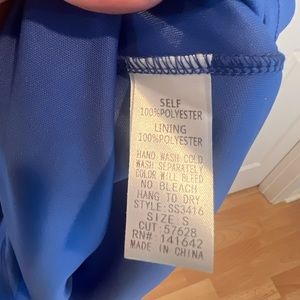 SELF
100%POLYESTER
LINING
100%POLYESTER
HAND WASH COLD
WASH SEPARATELY
COLOR WILL BLEED
NO BLEACH
HANG TO DRY
STYLE:SS3416
SIZE S
CUT: 57628
RN#: 141642
MADE IN CHINA